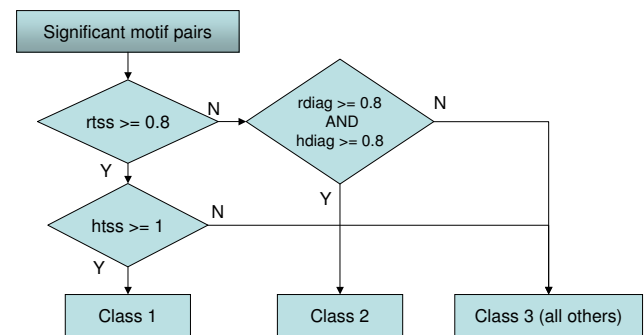 Significant motif pairs
rtss >= 0.8
N
rdiag >= 0.8
AND
hdiag >= 0.8
N
Y
Y
htss >= 1
N
Y
Class 1
Class 2
Class 3 (all others)